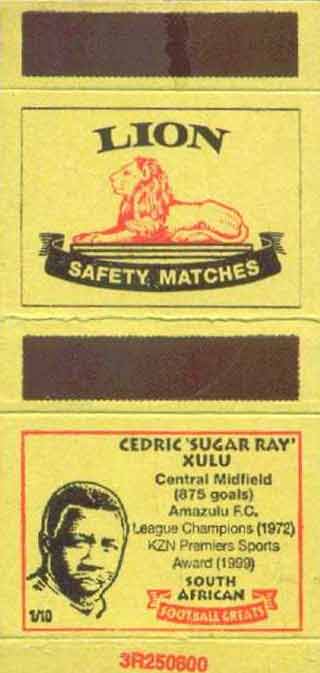 LION
SAFETY MATCHES
CEDRIC 'SUGAR RAY'
XULU
Central Midfield
(875 goals)
Amazulu F.C.
League Champions (1972)
KZN Premiers Sports
Award (1999)
SOUTH
AFRICAN
FOOTBALL GREATS
1/10
3R250600